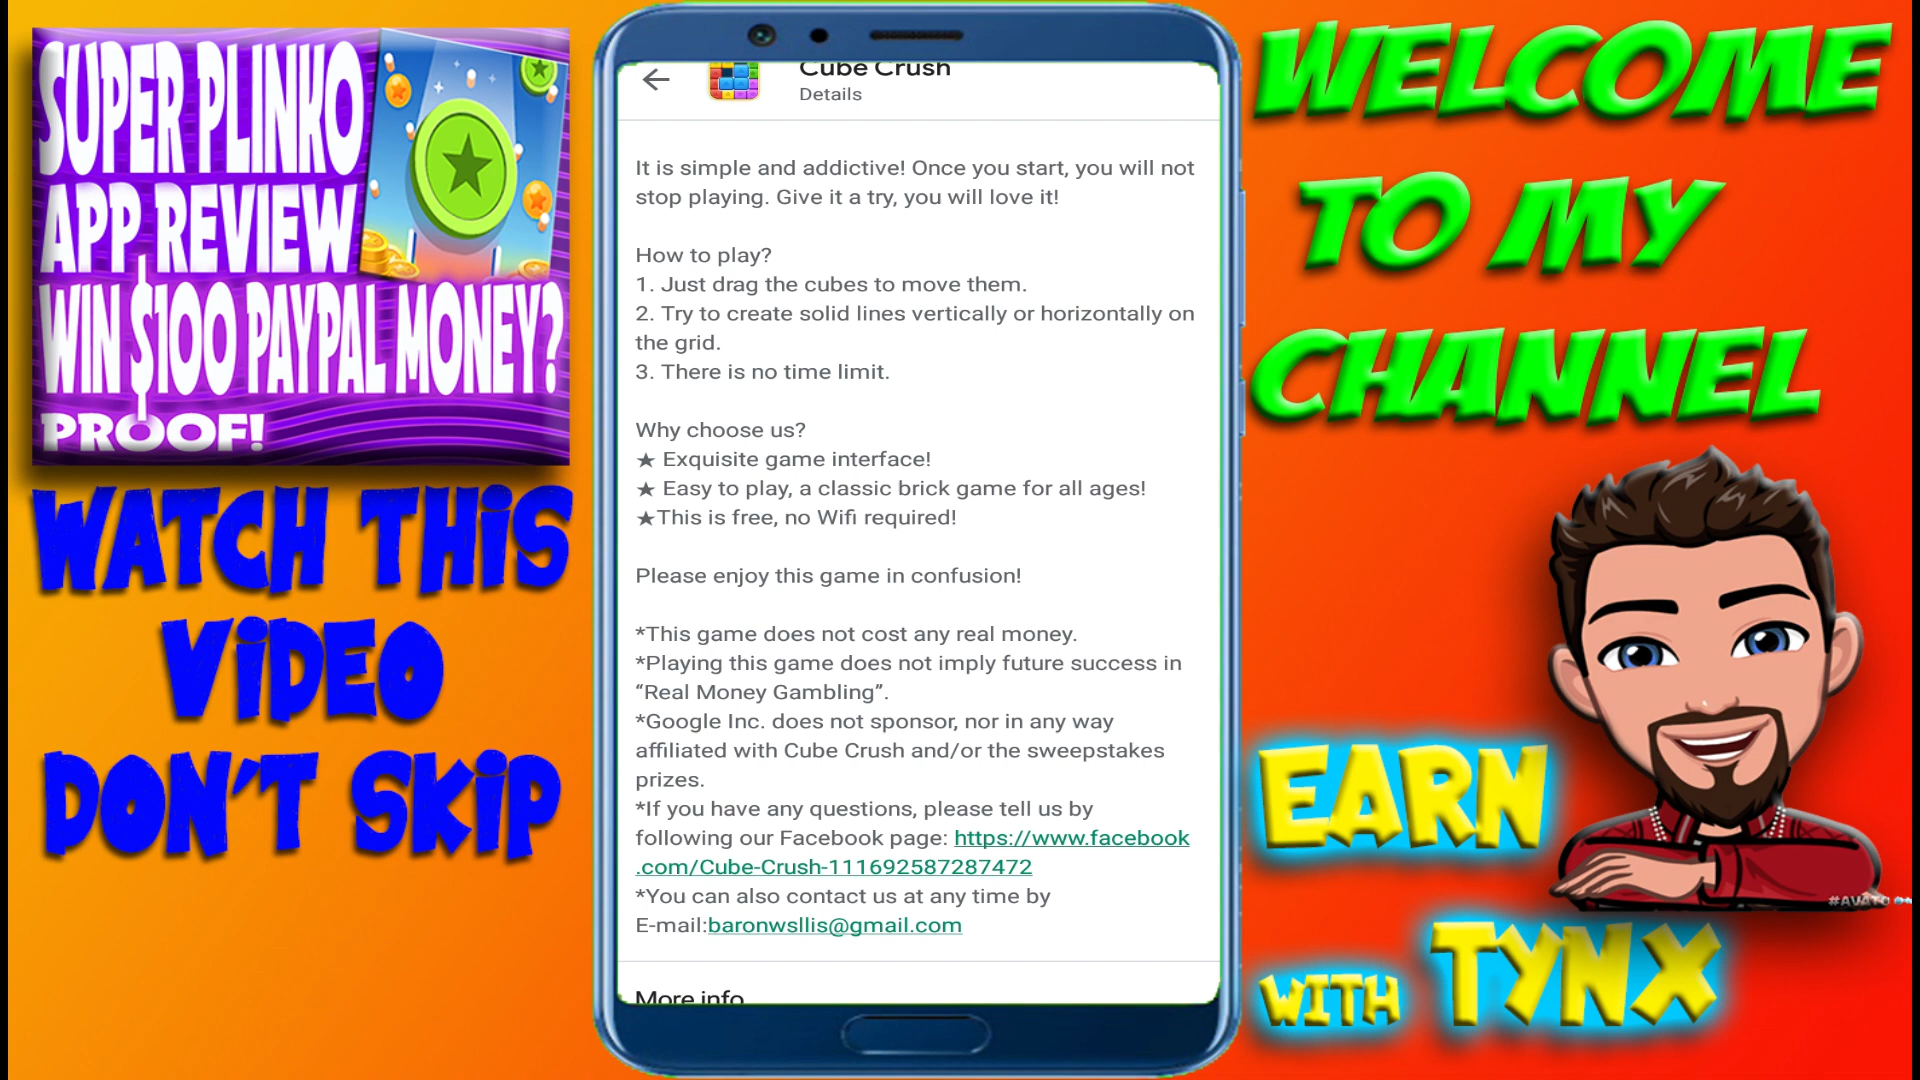 SUPER PLINKO
APP REVIEW
WIN $100 PAYPAL MONEY?
PROOF!
WATCH THiS
ViDEO
DON'T SKiP
Cube Crush
Details
It is simple and addictive! Once you start, you will not
stop playing. Give it a try, you will love it!
How to play?
1. Just drag the cubes to move them.
2. Try to create solid lines vertically or horizontally on
the grid.
3. There is no time limit.
Why choose us?
★ Exquisite game interface!
★ Easy to play, a classic brick game for all ages!
★This is free, no Wifi required!
Please enjoy this game in confusion!
*This game does not cost any real money.
*Playing this game does not imply future success in
“Real Money Gambling”.
*Google Inc. does not sponsor, nor in any way
affiliated with Cube Crush and/or the sweepstakes
prizes.
*If you have any questions, please tell us by
following our Facebook page: https://www.facebook
.com/Cube-Crush-111692587287472
*You can also contact us at any time by
E-mail:baronwsllis@gmail.com
More info
WELCOME
TO MY
CHANNEL
EARN
WITH TYNX